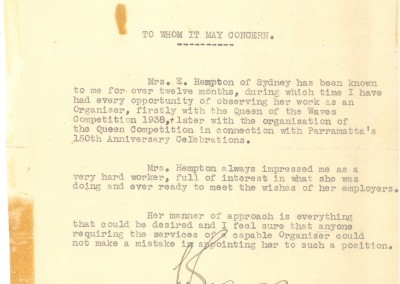 TO WHOM IT MAY CONCERN.
----------
Mrs. E. Hempton of Sydney has been known
to me for over twelve months, during which time I have
had every opportunity of observing her work as an
Organiser, firstly with the Queen of the Waves
Competition 1938, later with the organisation of
the Queen Competition in connection with Parramatta's
150th Anniversary Celebrations.
Mrs. Hempton always impressed me as a
very hard worker, full of interest in what she was
doing and ever ready to meet the wishes of her employers.
Her manner of approach is everything
that could be desired and I feel sure that anyone
requiring the services of a capable Organiser could
not make a mistake in appointing her to such a position.